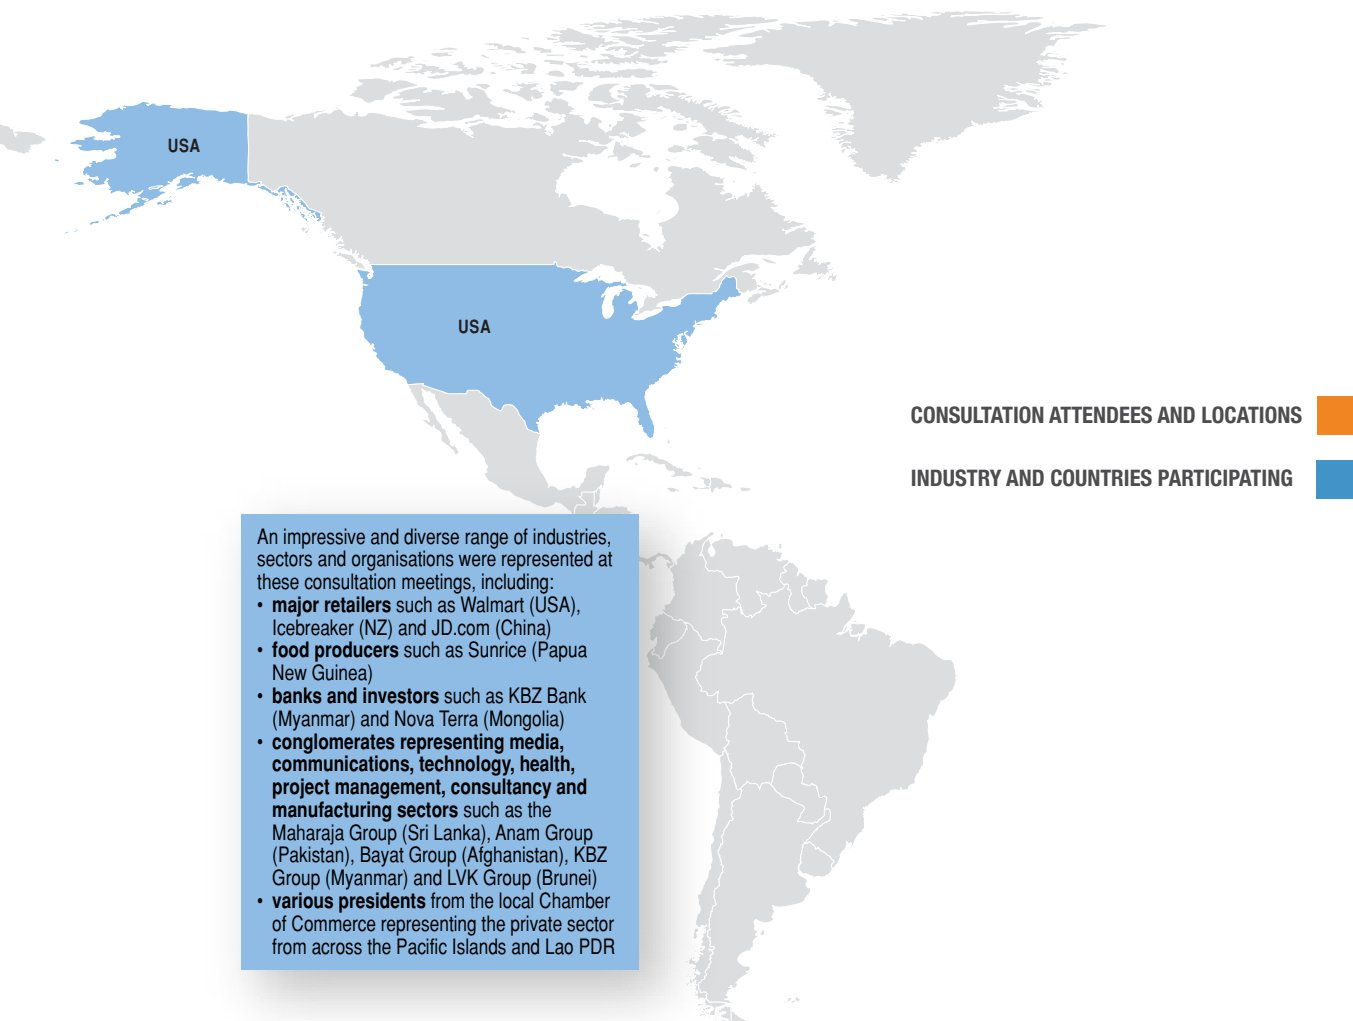 USA
USA
CONSULTATION ATTENDEES AND LOCATIONS
INDUSTRY AND COUNTRIES PARTICIPATING
An impressive and diverse range of industries,
sectors and organisations were represented at
these consultation meetings, including:
• major retailers such as Walmart (USA),
Icebreaker (NZ) and JD.com (China)
• food producers such as Sunrice (Papua
New Guinea)
• banks and investors such as KBZ Bank
(Myanmar) and Nova Terra (Mongolia)
• conglomerates representing media,
communications, technology, health,
project management, consultancy and
manufacturing sectors such as the
Maharaja Group (Sri Lanka), Anam Group
(Pakistan), Bayat Group (Afghanistan), KBZ
Group (Myanmar) and LVK Group (Brunei)
• various presidents from the local Chamber
of Commerce representing the private sector
from across the Pacific Islands and Lao PDR